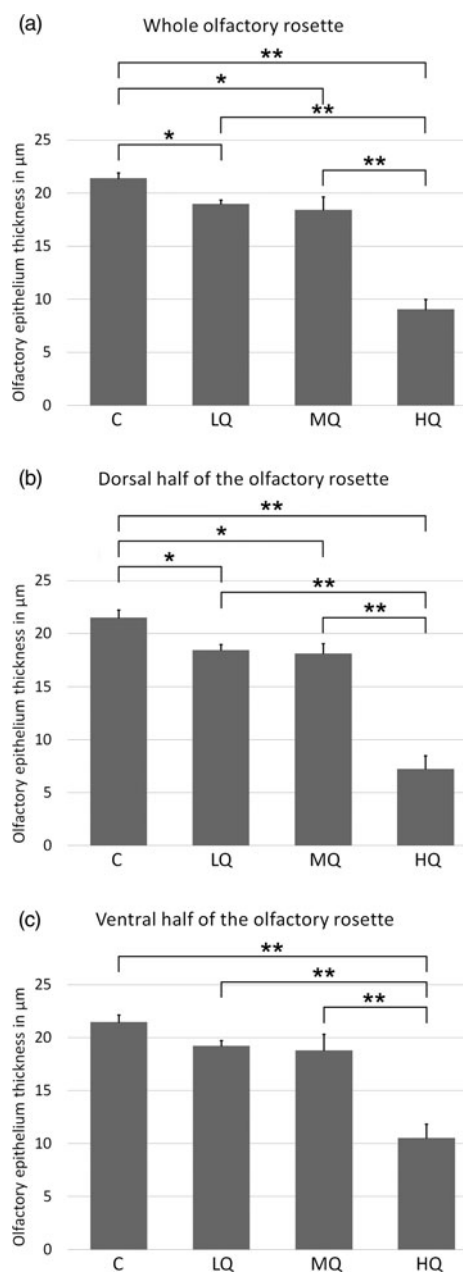 (a)
Whole olfactory rosette
**
*
**
*
**
Olfactory epithelium thickness in µm
25
20
15
10
5
0
C LQ MQ HQ
(b)
Dorsal half of the olfactory rosette
**
*
*
**
**
Olfactory epithelium thickness in µm
25
20
15
10
5
0
C LQ MQ HQ
(c)
Ventral half of the olfactory rosette
**
**
**
Olfactory epithelium thickness in µm
25
20
15
10
5
0
C LQ MQ HQ